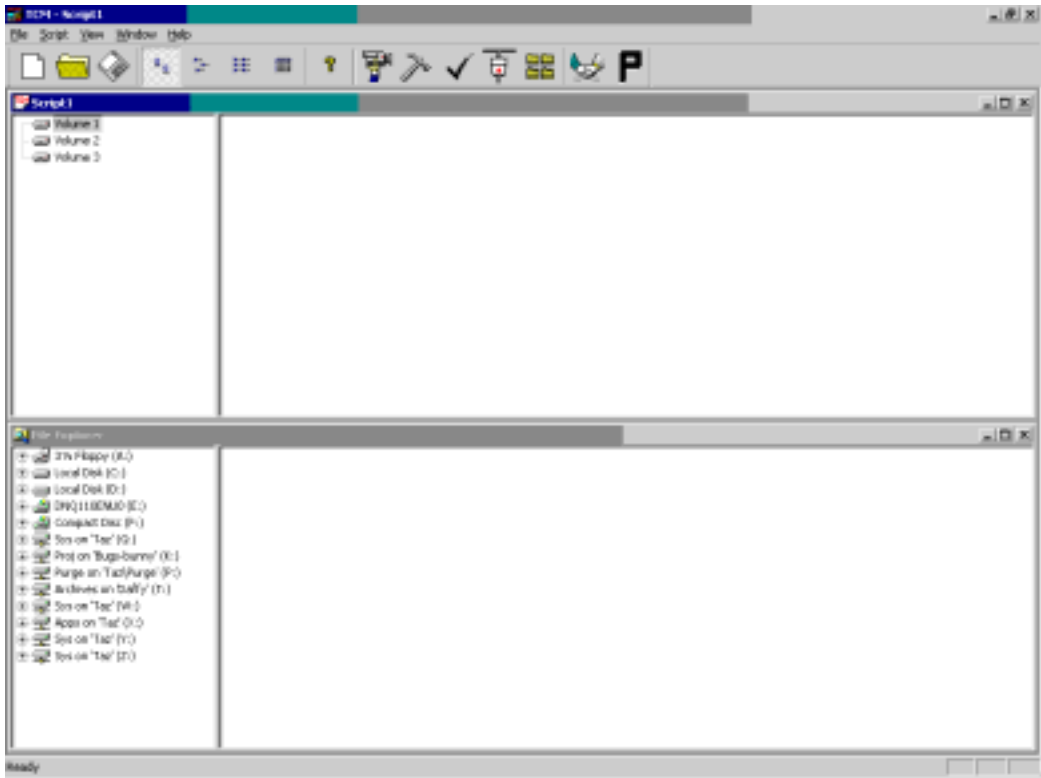 TCM - Script1
File Script View Window Help
P
Script1
Volume 1
Volume 2
Volume 3
File Explorer
3½ Floppy (A:)
Local Disk (C:)
Local Disk (D:)
Compact Disc (F:)
Sys on 'Taz' (G:)
Proj on 'Bugs-bunny' (K:)
Purge on 'Taz\Purge' (P:)
Archives on 'Daffy' (T:)
Sys on 'Taz' (W:)
Apps on 'Taz' (X:)
Sys on 'Taz' (Y:)
Sys on 'Taz' (Z:)
Ready